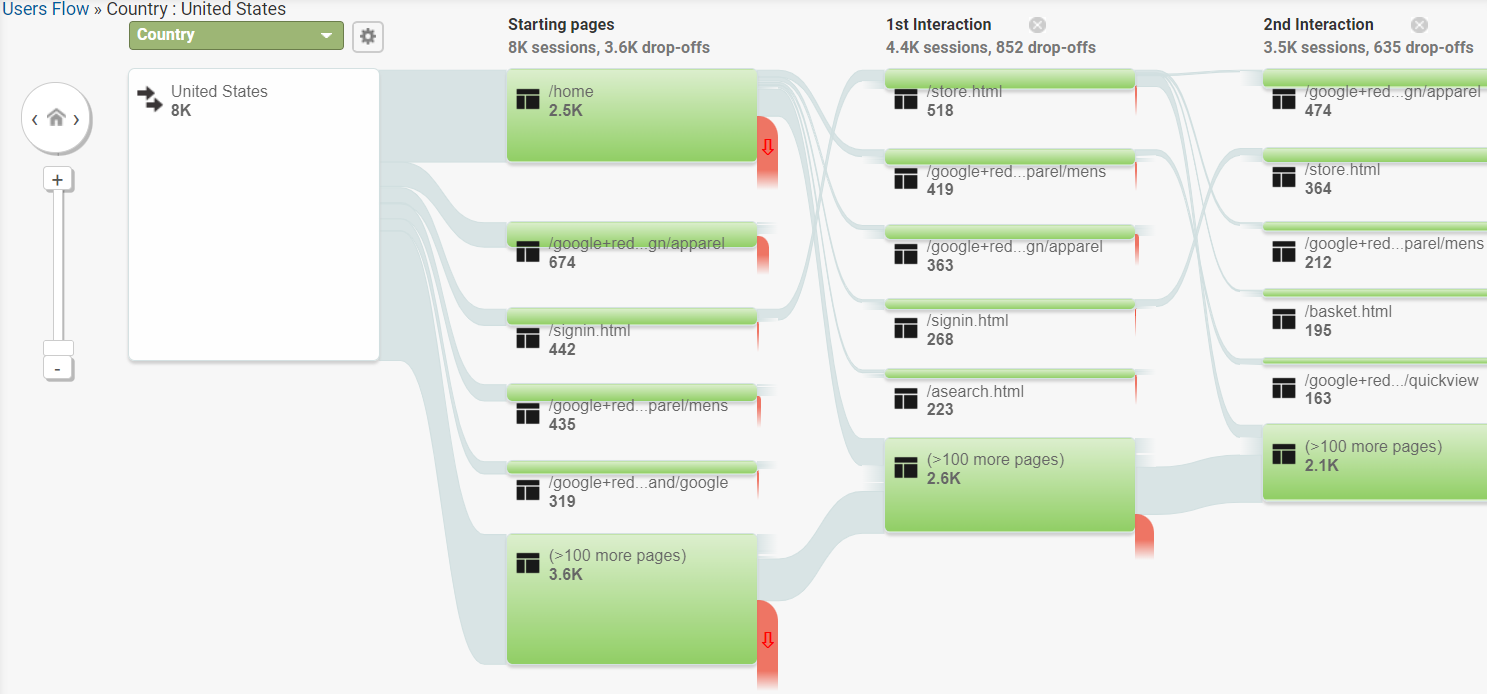 Users Flow » Country : United States
Country
Starting pages
8K sessions, 3.6K drop-offs
1st Interaction
4.4K sessions, 852 drop-offs
2nd Interaction
3.5K sessions, 635 drop-offs
United States
8K
+
-
/home
2.5K
/google+red...gn/apparel
674
/signin.html
442
/google+red...parel/mens
435
/google+red...and/google
319
(>100 more pages)
3.6K
/store.html
518
/google+red...parel/mens
419
/google+red...gn/apparel
363
/signin.html
268
/asearch.html
223
(>100 more pages)
2.6K
/google+red...gn/apparel
474
/store.html
364
/google+red...parel/mens
212
/basket.html
195
/google+red.../quickview
163
(>100 more pages)
2.1K